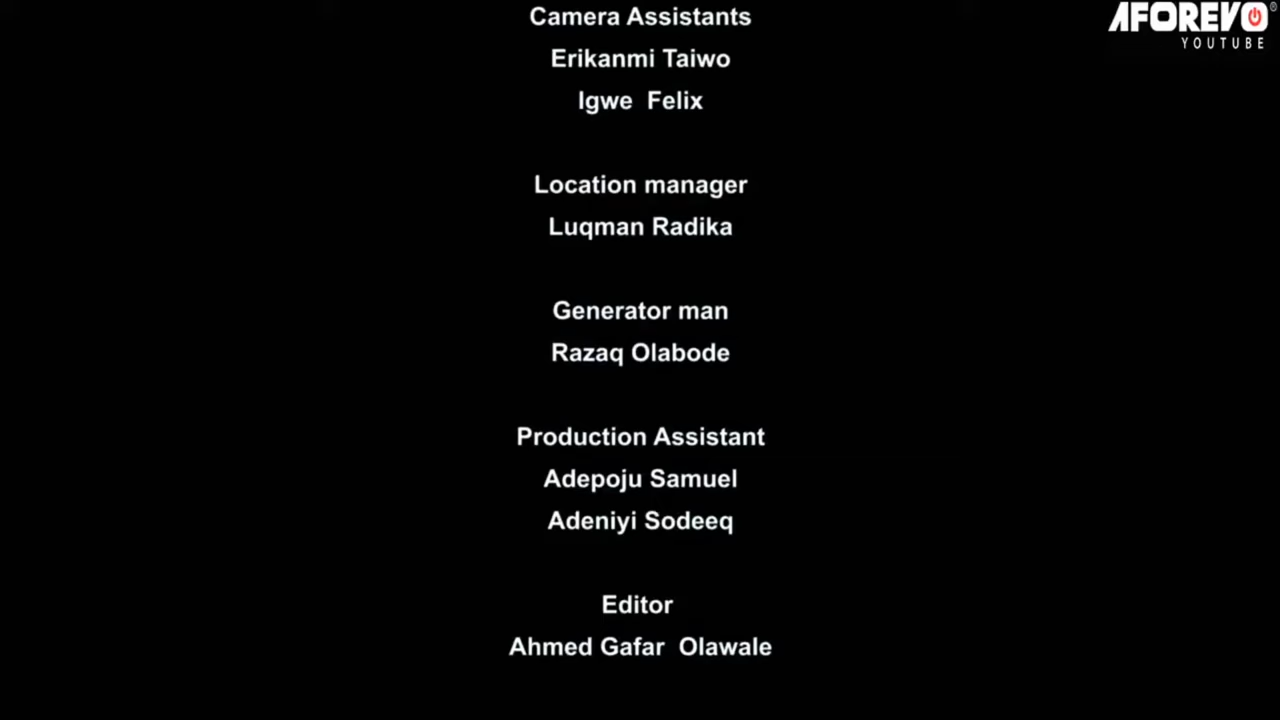 AFOREVO
YOUTUBE
Camera Assistants
Erikanmi Taiwo
Igwe  Felix
Location manager
Luqman Radika
Generator man
Razaq Olabode
Production Assistant
Adepoju Samuel
Adeniyi Sodeeq
Editor
Ahmed Gafar  Olawale